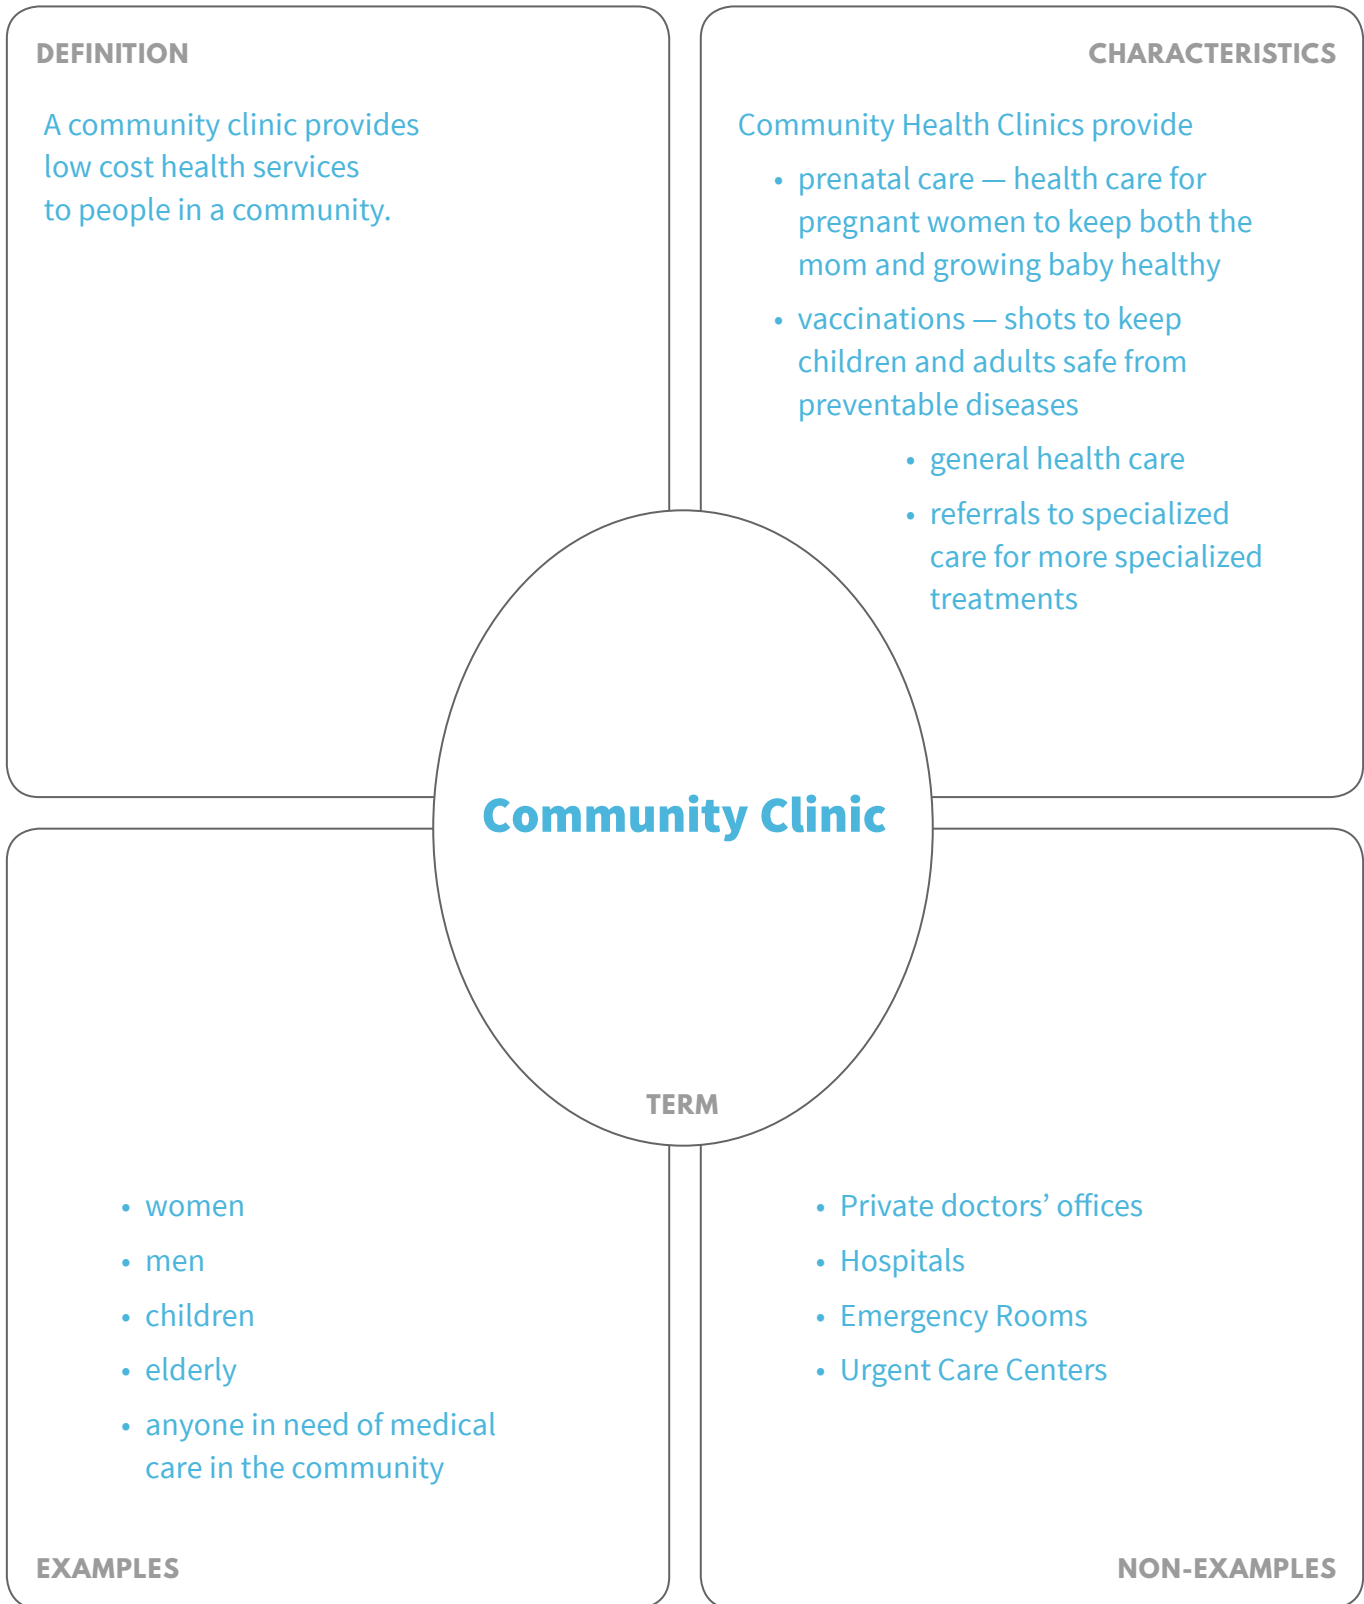 DEFINITION
A community clinic provides
low cost health services
to people in a community.
CHARACTERISTICS
Community Health Clinics provide
• prenatal care — health care for
pregnant women to keep both the
mom and growing baby healthy
• vaccinations — shots to keep
children and adults safe from
preventable diseases
• general health care
• referrals to specialized
care for more specialized
treatments
Community Clinic
TERM
• women
• men
• children
• elderly
• anyone in need of medical
care in the community
EXAMPLES
• Private doctors’ offices
• Hospitals
• Emergency Rooms
• Urgent Care Centers
NON-EXAMPLES